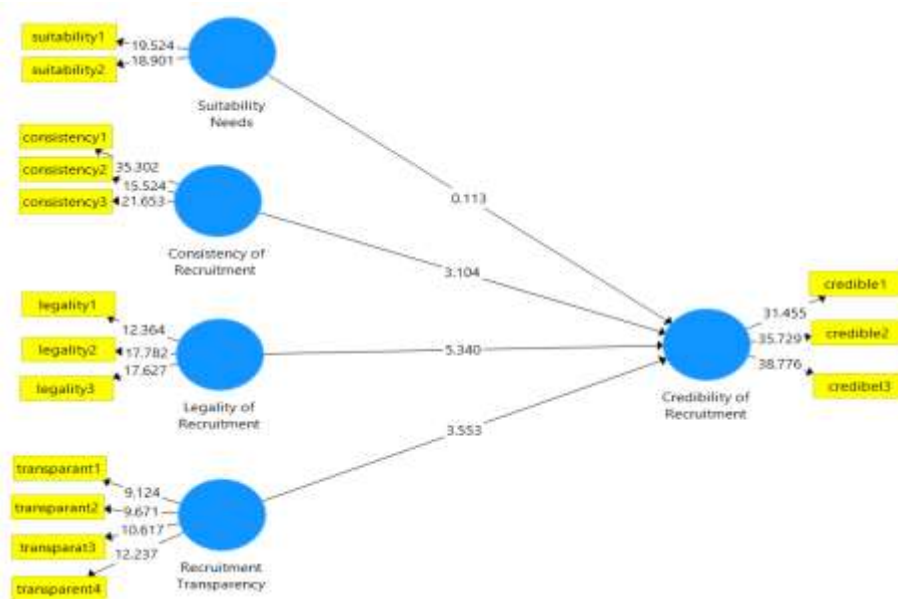 suitability1
19.524
suitability2
18.901
Suitability
Needs
0.113
consistency1
35.302
consistency2
15.524
consistency3
21.653
Consistency of
Recruitment
3.104
legality1
12.364
legality2
17.782
legality3
17.627
Legality of
Recruitment
5.340
transparant1
9.124
transparant2
9.671
transparat3
10.617
transparent4
12.237
Recruitment
Transparency
3.553
Credibility of
Recruitment
credible1
31.455
credible2
35.729
credibel3
38.776